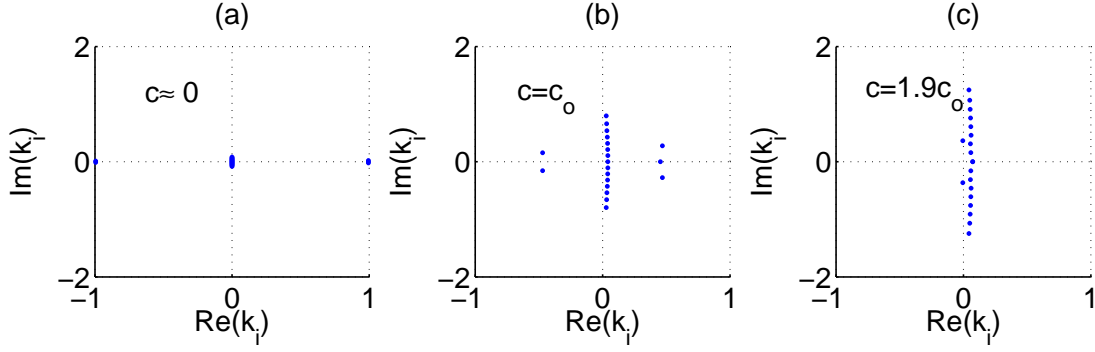 (a)
2
0
−2
−1
0
1
Im(k_i)
Re(k_i)
c≈ 0
(b)
2
0
−2
−1
0
1
Im(k_i)
Re(k_i)
c=c_o
(c)
2
0
−2
−1
0
1
Im(k_i)
Re(k_i)
c=1.9c_o